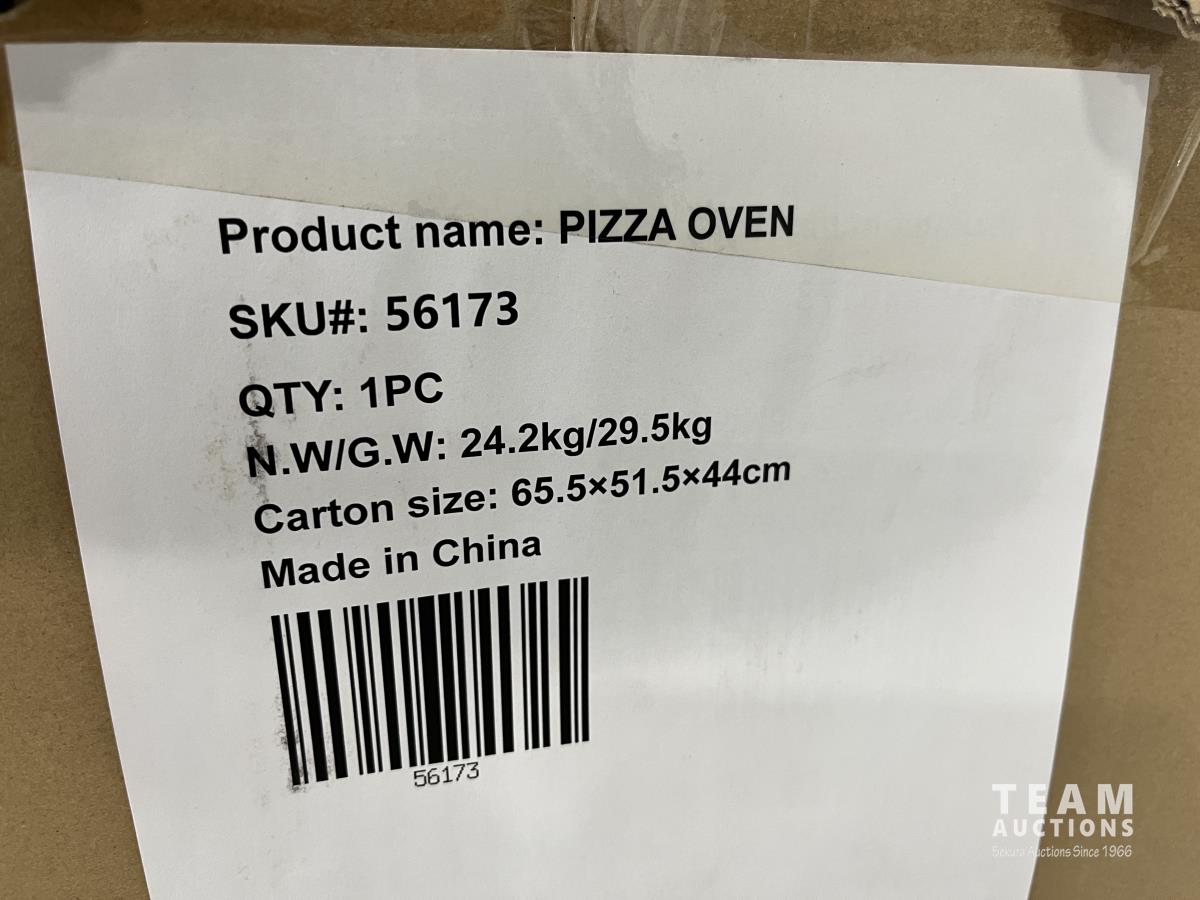 Product name: PIZZA OVEN
SKU#: 56173
QTY: 1PC
N.W/G.W: 24.2kg/29.5kg
Carton size: 65.5×51.5×44cm
Made in China
56173
TEAM
AUCTIONS
Sekura Auctions Since 1966